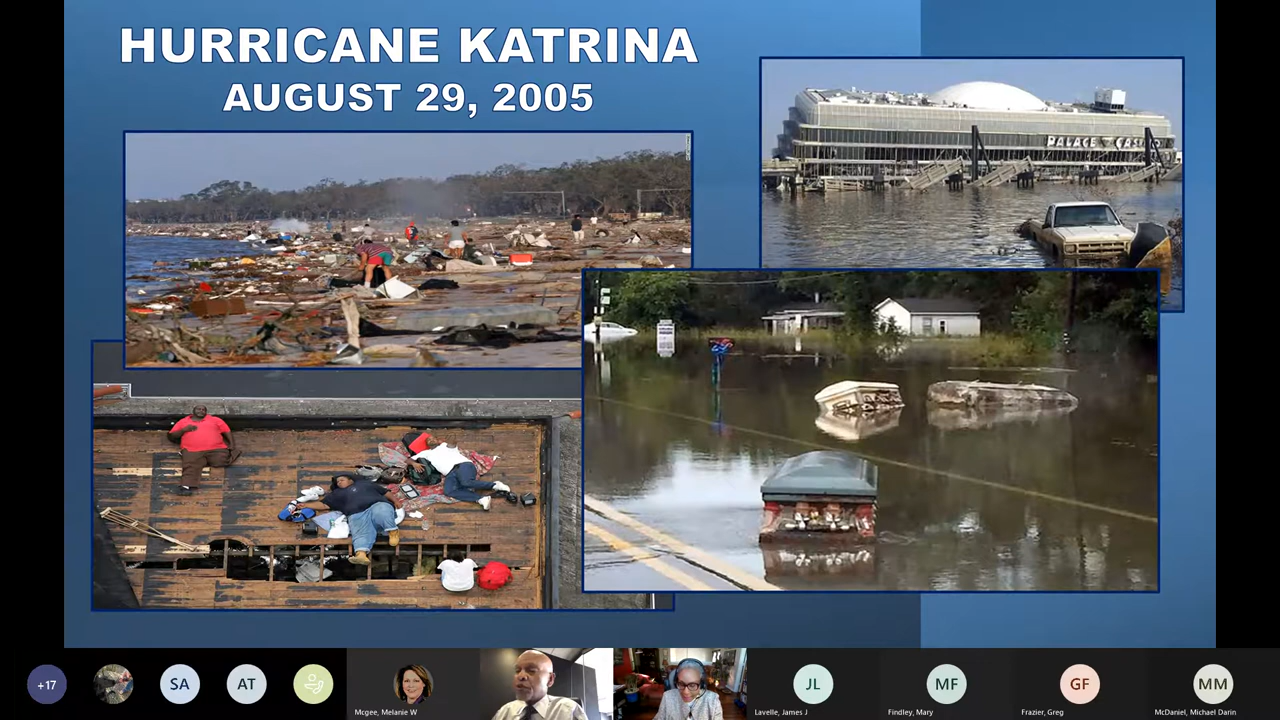 HURRICANE KATRINA
AUGUST 29, 2005
PALACE CASINO
+17
SA
AT
Mcgee, Melanie W
JL
Lavelle, James J
MF
Findley, Mary
GF
Frazier, Greg
MM
McDaniel, Michael Darin